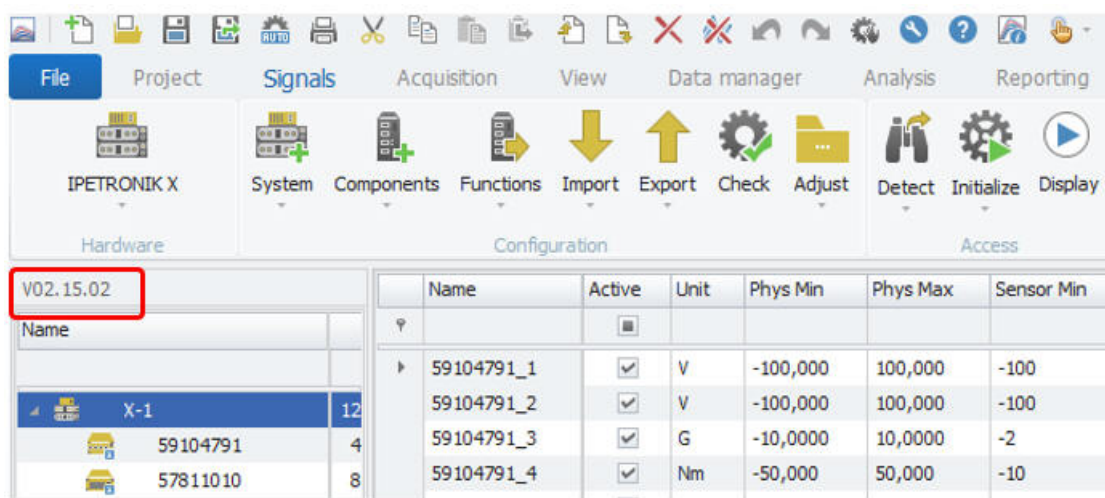 AUTO
File Project Signals Acquisition View Data manager Analysis Reporting
IPETRONIK X System Components Functions Import Export Check Adjust Detect Initialize Display
Hardware Configuration Access
V02.15.02
Name Active Unit Phys Min Phys Max Sensor Min
Name
59104791_1 V -100,000 100,000 -100
X-1 12 59104791_2 V -100,000 100,000 -100
59104791 4 59104791_3 G -10,0000 10,0000 -2
57811010 8 59104791_4 Nm -50,000 50,000 -10